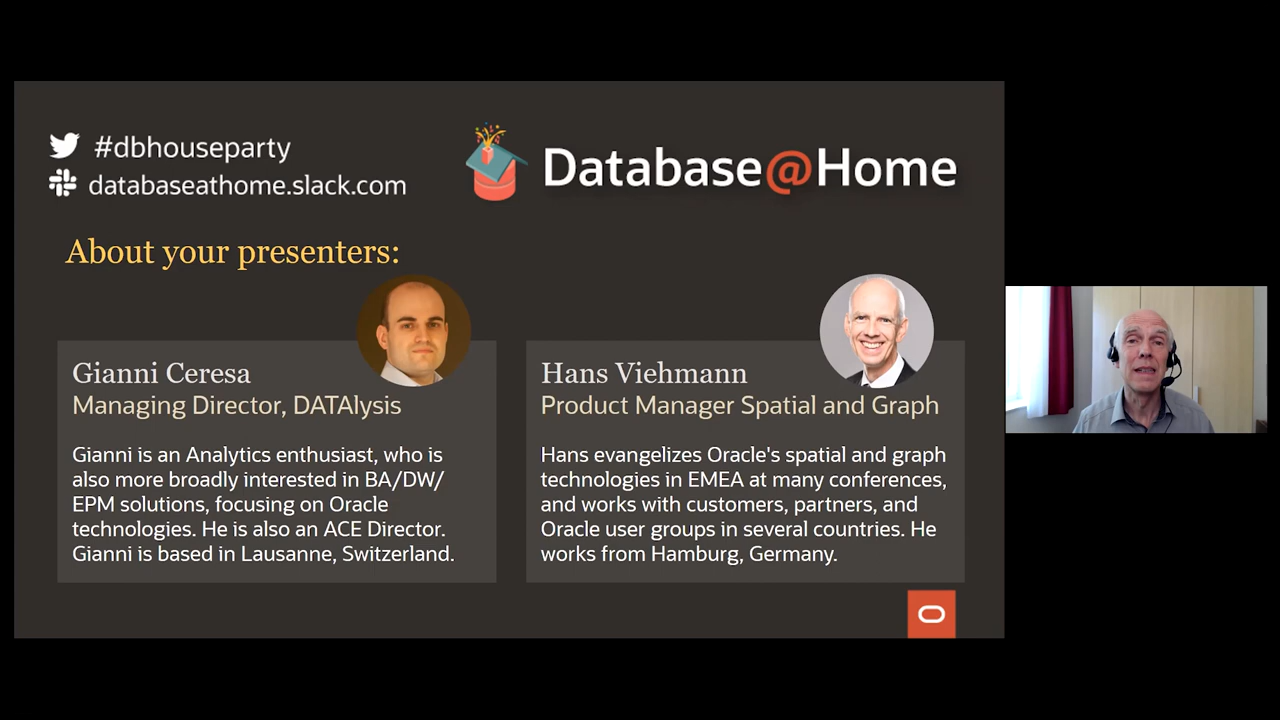 #dbhouseparty
databaseathome.slack.com
Database@Home
About your presenters:
Gianni Ceresa
Managing Director, DATAlysis
Gianni is an Analytics enthusiast, who is
also more broadly interested in BA/DW/
EPM solutions, focusing on Oracle
technologies. He is also an ACE Director.
Gianni is based in Lausanne, Switzerland.
Hans Viehmann
Product Manager Spatial and Graph
Hans evangelizes Oracle's spatial and graph
technologies in EMEA at many conferences,
and works with customers, partners, and
Oracle user groups in several countries. He
works from Hamburg, Germany.